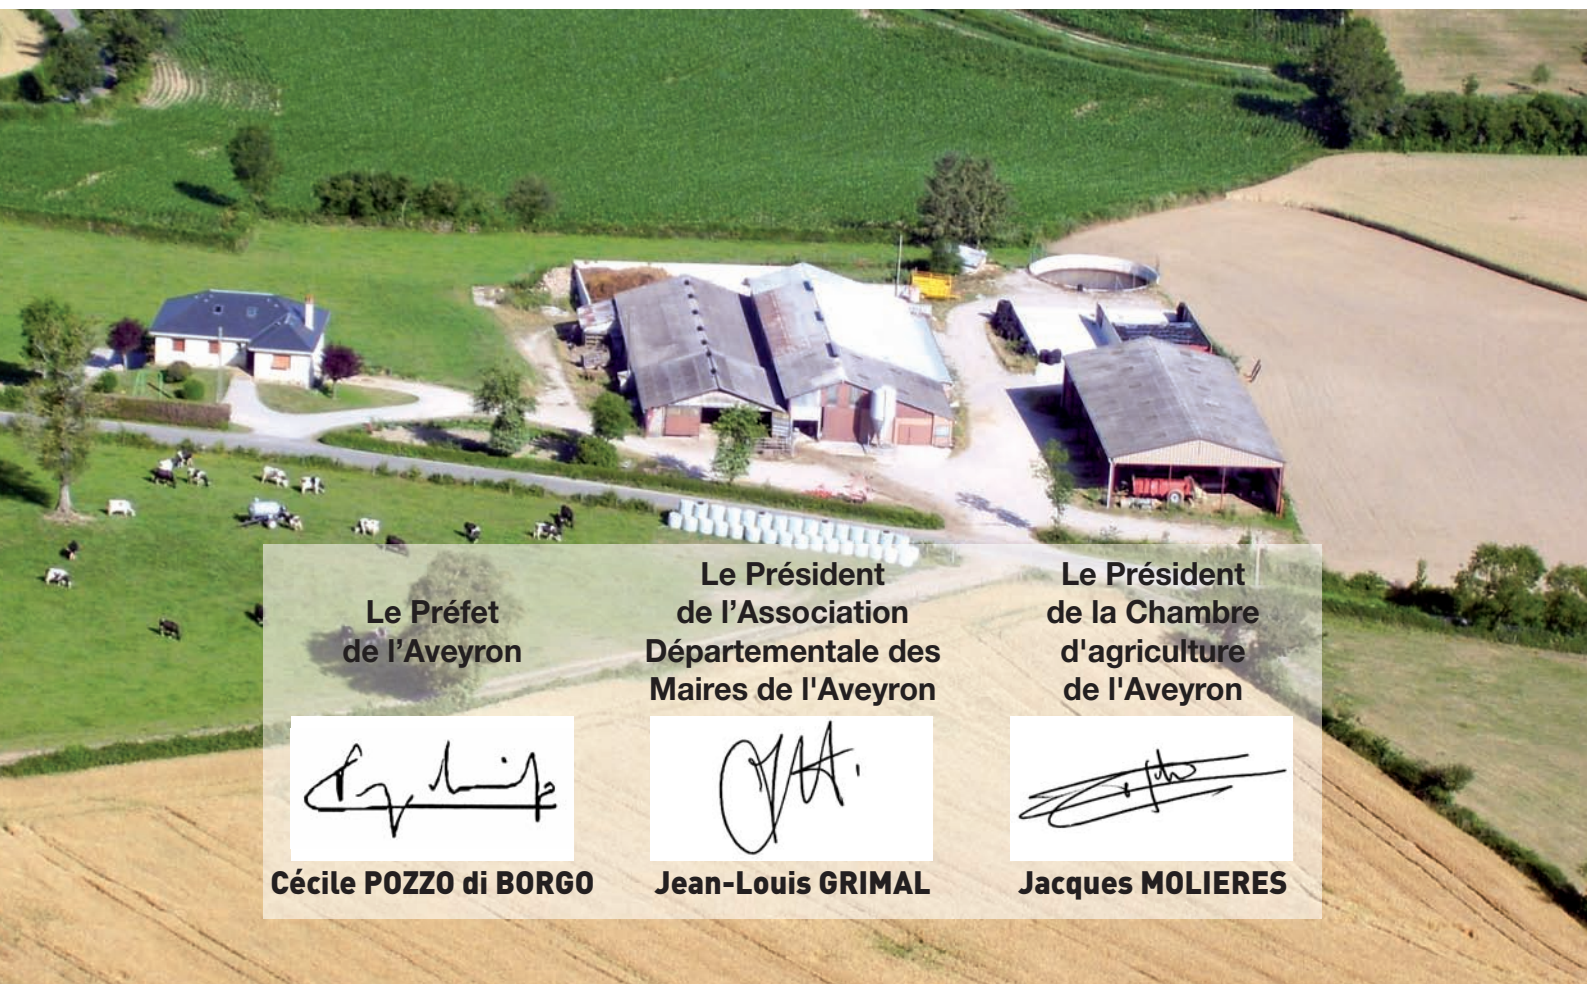 Le Préfet
de l’Aveyron
Cécile POZZO di BORGO
Le Président
de l’Association
Départementale des
Maires de l'Aveyron
Jean-Louis GRIMAL
Le Président
de la Chambre
d'agriculture
de l'Aveyron
Jacques MOLIERES